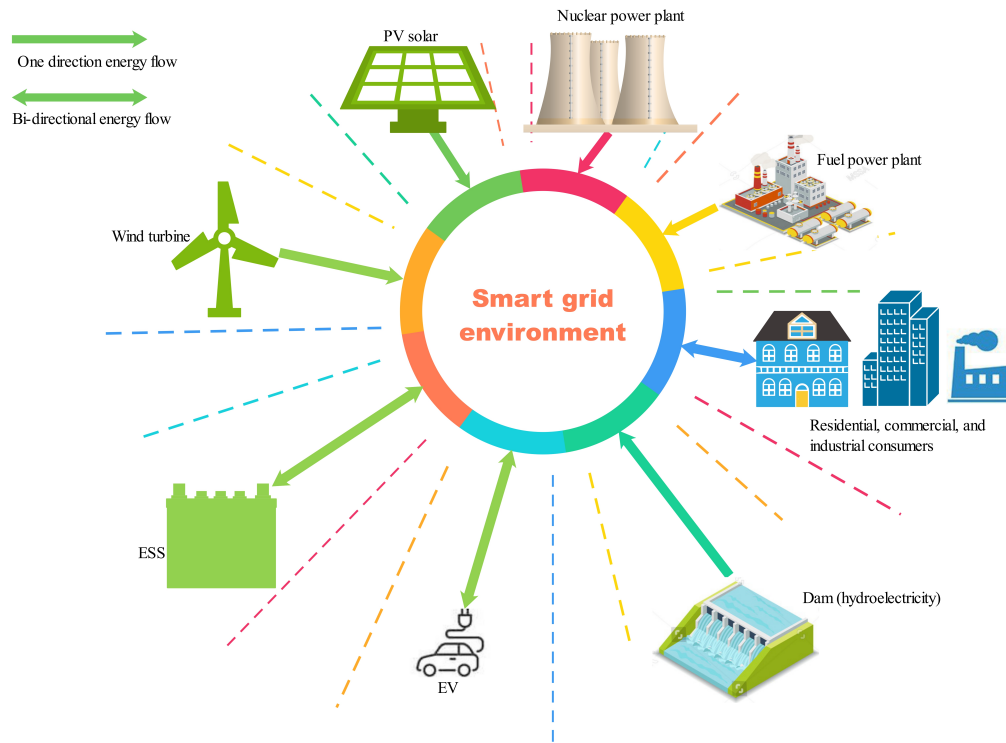 Nuclear power plant
PV solar
One direction energy flow
Bi-directional energy flow
Fuel power plant
Wind turbine
Smart grid
environment
Residential, commercial, and
industrial consumers
ESS
Dam (hydroelectricity)
EV